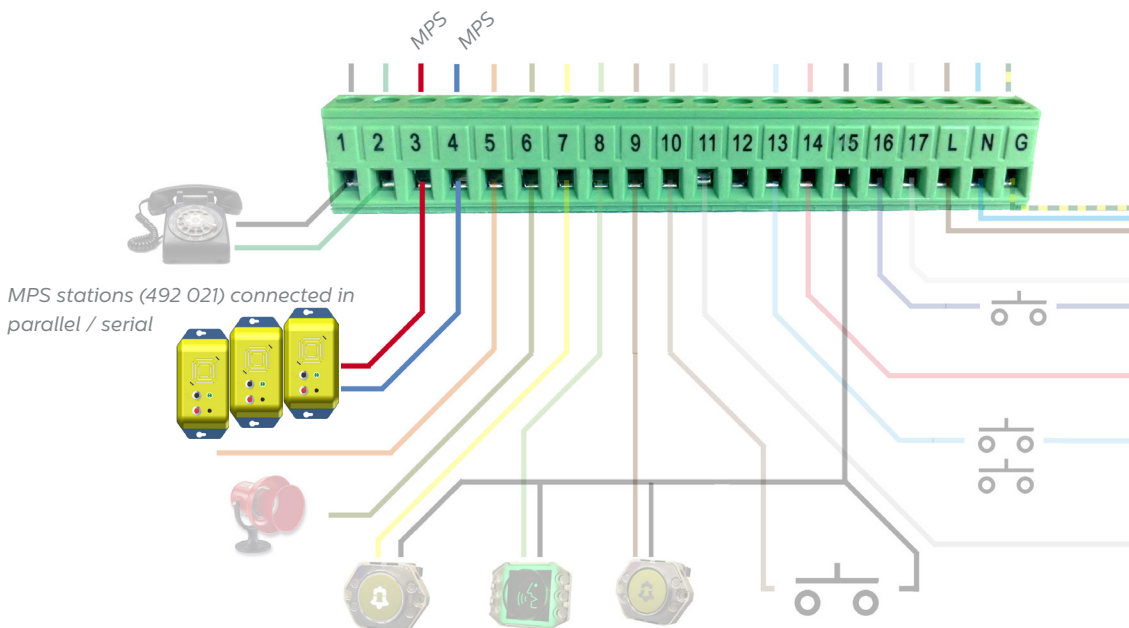 MPS MPS
1 2 3 4 5 6 7 8 9 10 11 12 13 14 15 16 17 L N G
MPS stations (492 021) connected in
parallel / serial